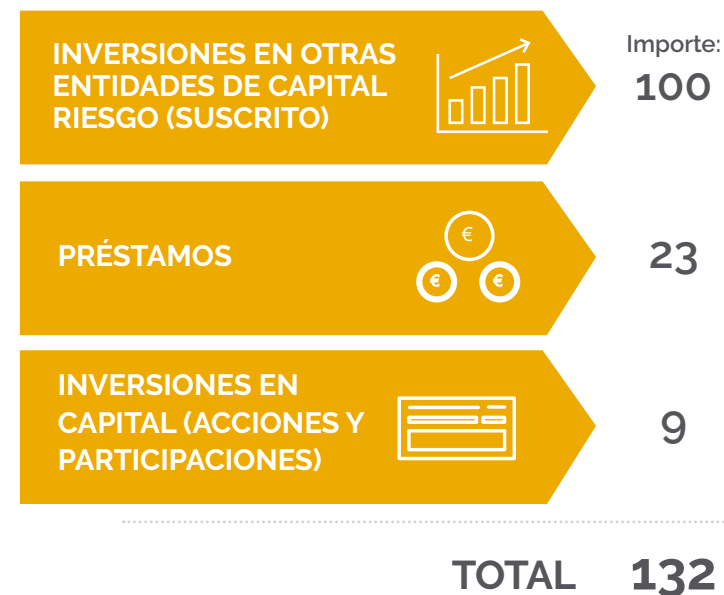 INVERSIONES EN OTRAS
ENTIDADES DE CAPITAL
RIESGO (SUSCRITO)
Importe:
100
PRÉSTAMOS
€
€ €
23
INVERSIONES EN
CAPITAL (ACCIONES Y
PARTICIPACIONES)
9
TOTAL 132